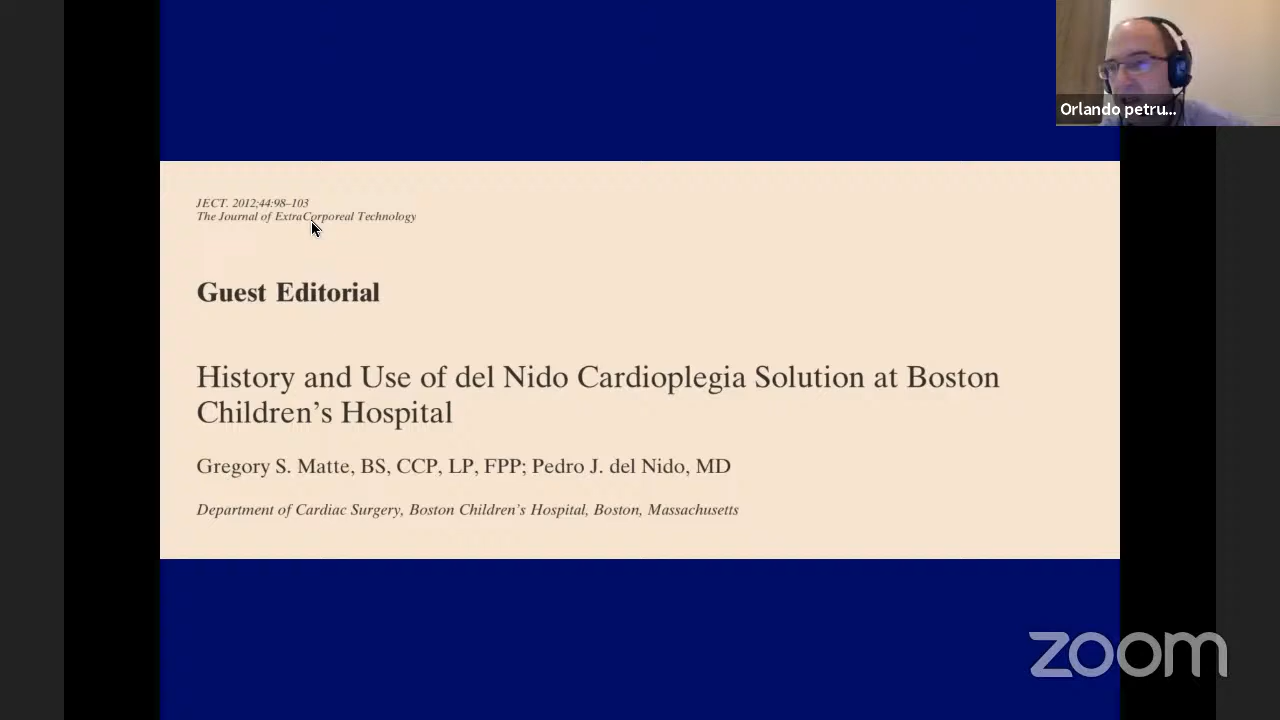 Orlando petru...
JECT. 2012;44:98–103
The Journal of ExtraCorporeal Technology
Guest Editorial
History and Use of del Nido Cardioplegia Solution at Boston
Children’s Hospital
Gregory S. Matte, BS, CCP, LP, FPP; Pedro J. del Nido, MD
Department of Cardiac Surgery, Boston Children’s Hospital, Boston, Massachusetts
zoom